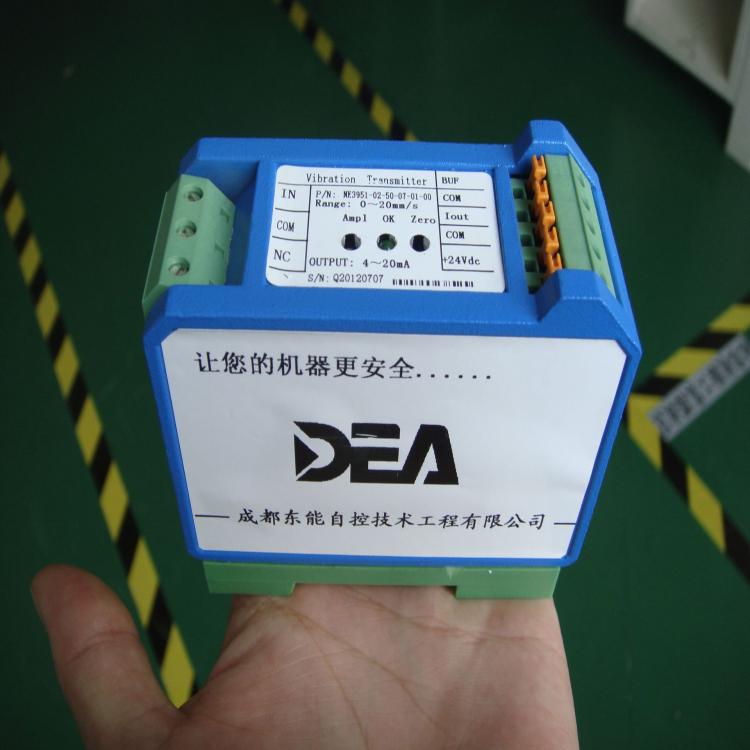 Vibration Transmitter
BUF
IN
P/N: ME3951-02-50-07-01-00
COM
Range: 0～20mm/s
Ampl OK Zero
Iout
COM
COM
NC
OUTPUT: 4～20mA
+24Vdc
S/N: Q20120707
让您的机器更安全......
DEA
成都东能自控技术工程有限公司